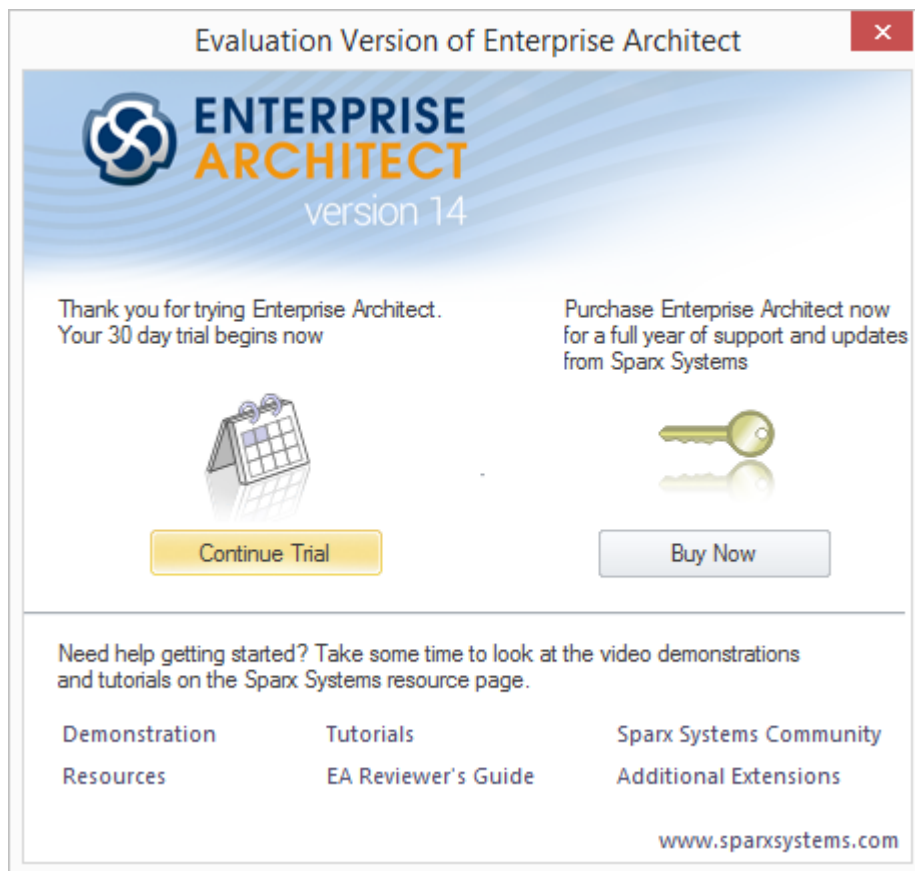 Evaluation Version of Enterprise Architect
ENTERPRISE
ARCHITECT
version 14
Thank you for trying Enterprise Architect.
Your 30 day trial begins now
Purchase Enterprise Architect now
for a full year of support and updates
from Sparx Systems
Continue Trial
Buy Now
Need help getting started? Take some time to look at the video demonstrations
and tutorials on the Sparx Systems resource page.
Demonstration
Tutorials
Sparx Systems Community
Resources
EA Reviewer's Guide
Additional Extensions
www.sparxsystems.com